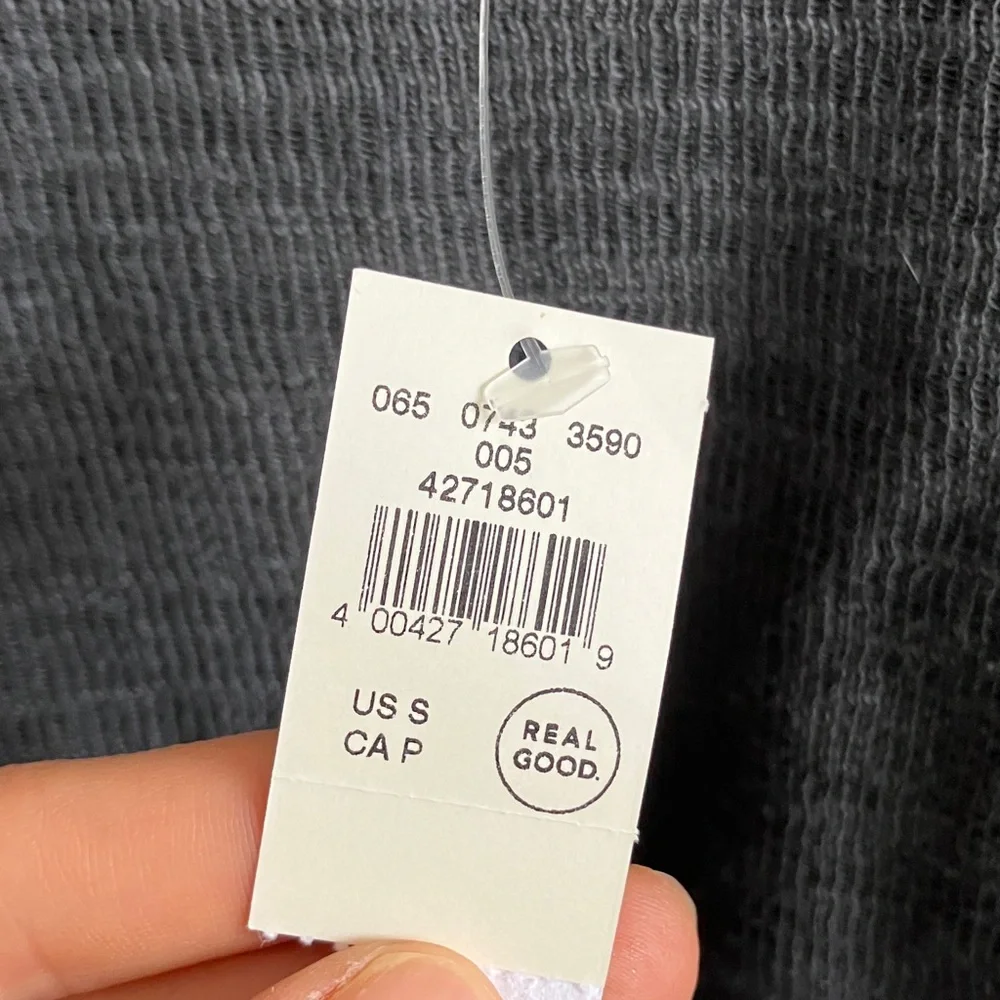 065 0743 3590
005
42718601
4 00427 18601 9
US S
CA P
REAL
GOOD.